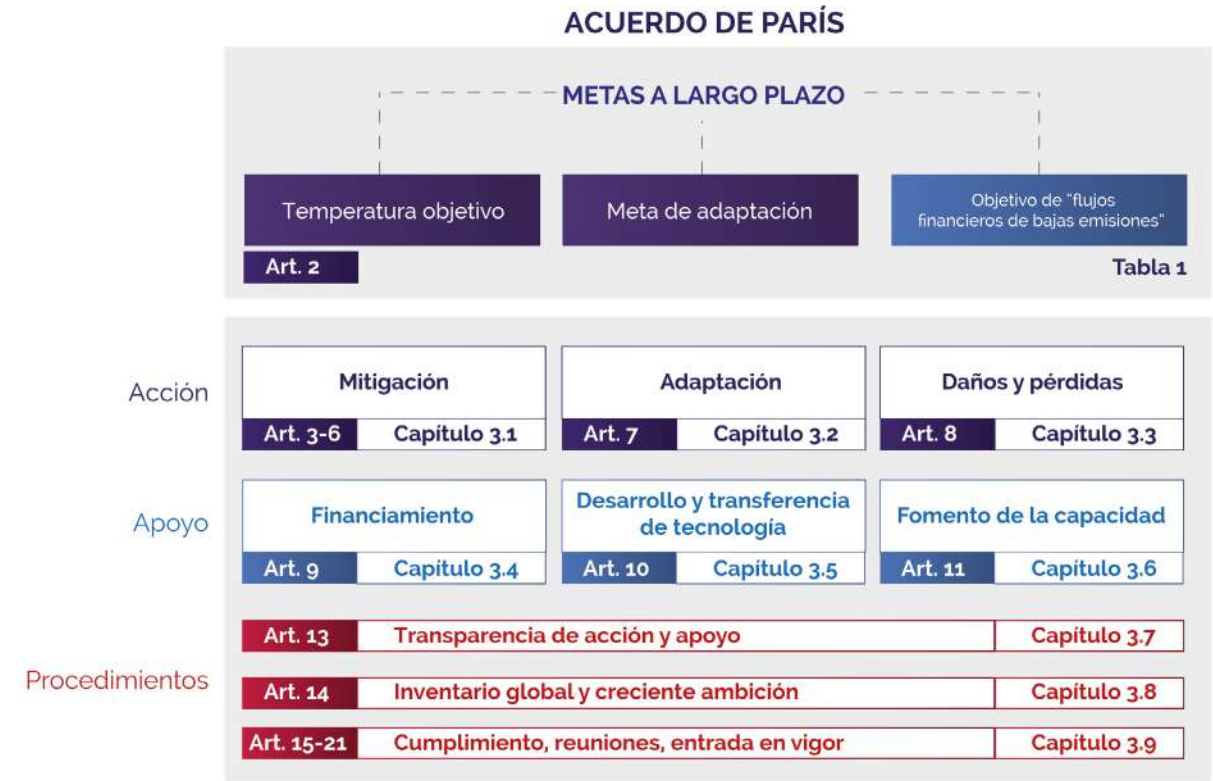 ACUERDO DE PARÍS
METAS A LARGO PLAZO
Temperatura objetivo
Meta de adaptación
Objetivo de "flujos
financieros de bajas emisiones"
Art. 2
Tabla 1
Acción
Mitigación
Adaptación
Daños y pérdidas
Art. 3-6
Capítulo 3.1
Art. 7
Capítulo 3.2
Art. 8
Capítulo 3.3
Apoyo
Financiamiento
Desarrollo y transferencia
de tecnología
Fomento de la capacidad
Art. 9
Capítulo 3.4
Art. 10
Capítulo 3.5
Art. 11
Capítulo 3.6
Procedimientos
Art. 13
Transparencia de acción y apoyo
Capítulo 3.7
Art. 14
Inventario global y creciente ambición
Capítulo 3.8
Art. 15-21
Cumplimiento, reuniones, entrada en vigor
Capítulo 3.9